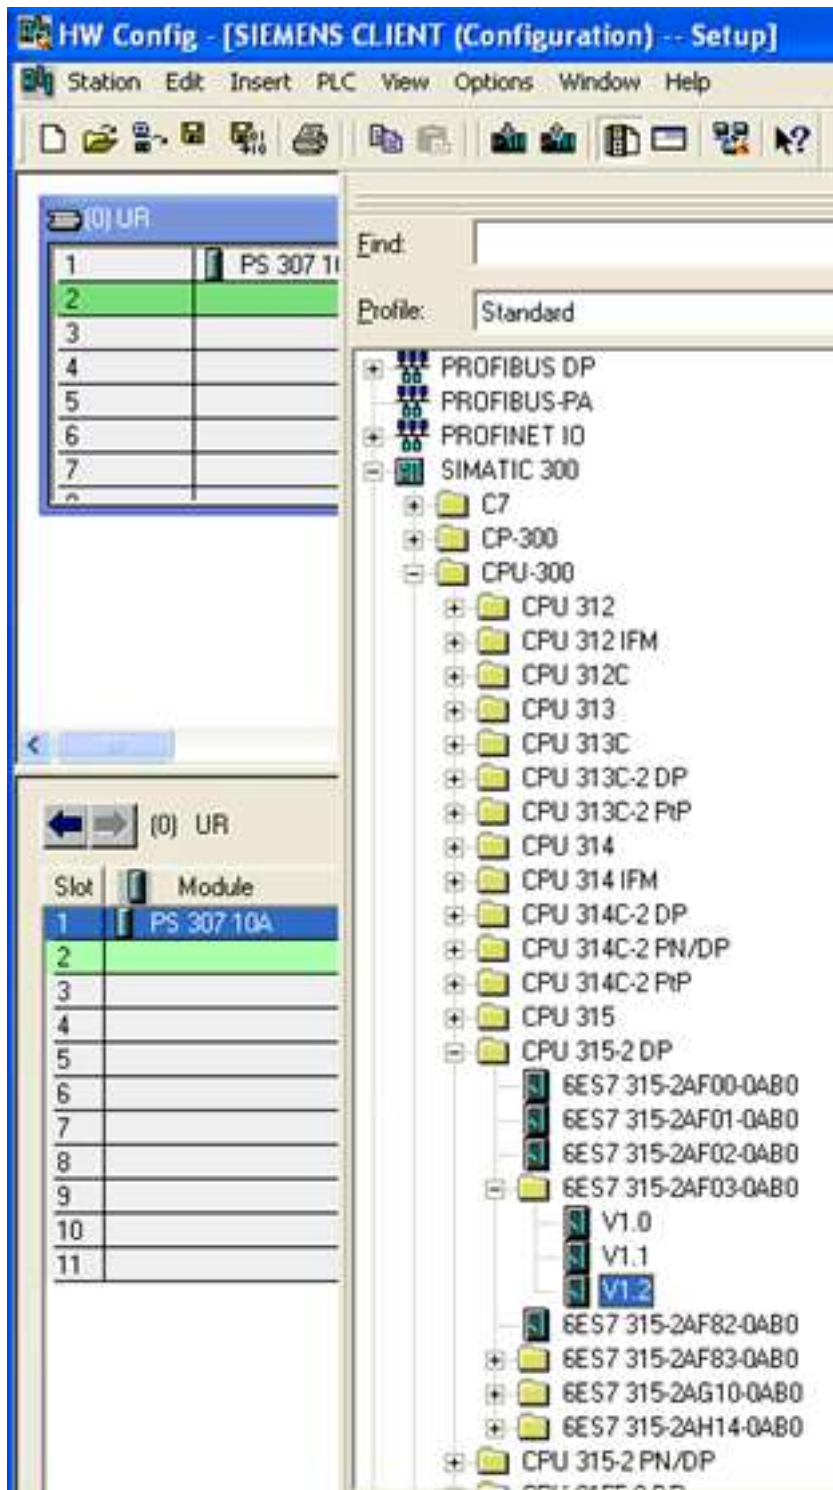 HW Config - [SIEMENS CLIENT (Configuration) -- Setup]
Station Edit Insert PLC View Options Window Help
(0) UR
1 PS 307 10
2
3
4
5
6
7
Find:
Profile: Standard
PROFIBUS DP
PROFIBUS-PA
PROFINET IO
SIMATIC 300
C7
CP-300
CPU-300
CPU 312
CPU 312 IFM
CPU 312C
CPU 313
CPU 313C
CPU 313C-2 DP
CPU 313C-2 PtP
CPU 314
CPU 314 IFM
CPU 314C-2 DP
CPU 314C-2 PN/DP
CPU 314C-2 PtP
CPU 315
CPU 315-2 DP
6ES7 315-2AF00-0AB0
6ES7 315-2AF01-0AB0
6ES7 315-2AF02-0AB0
6ES7 315-2AF03-0AB0
V1.0
V1.1
V1.2
6ES7 315-2AF82-0AB0
6ES7 315-2AF83-0AB0
6ES7 315-2AG10-0AB0
6ES7 315-2AH14-0AB0
CPU 315-2 PN/DP
(0) UR
Slot Module
1 PS 307 10A
2
3
4
5
6
7
8
9
10
11